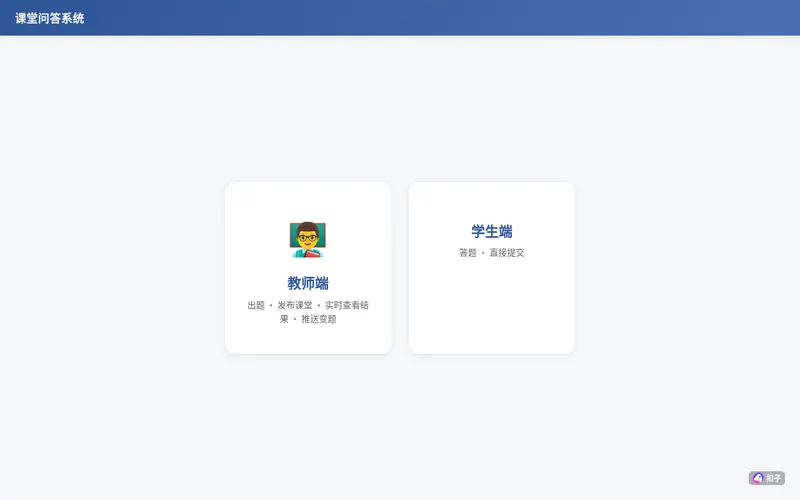 课堂问答系统
教师端
出题 · 发布课堂 · 实时查看结
果 · 推送变题
学生端
答题 · 直接提交
扣子